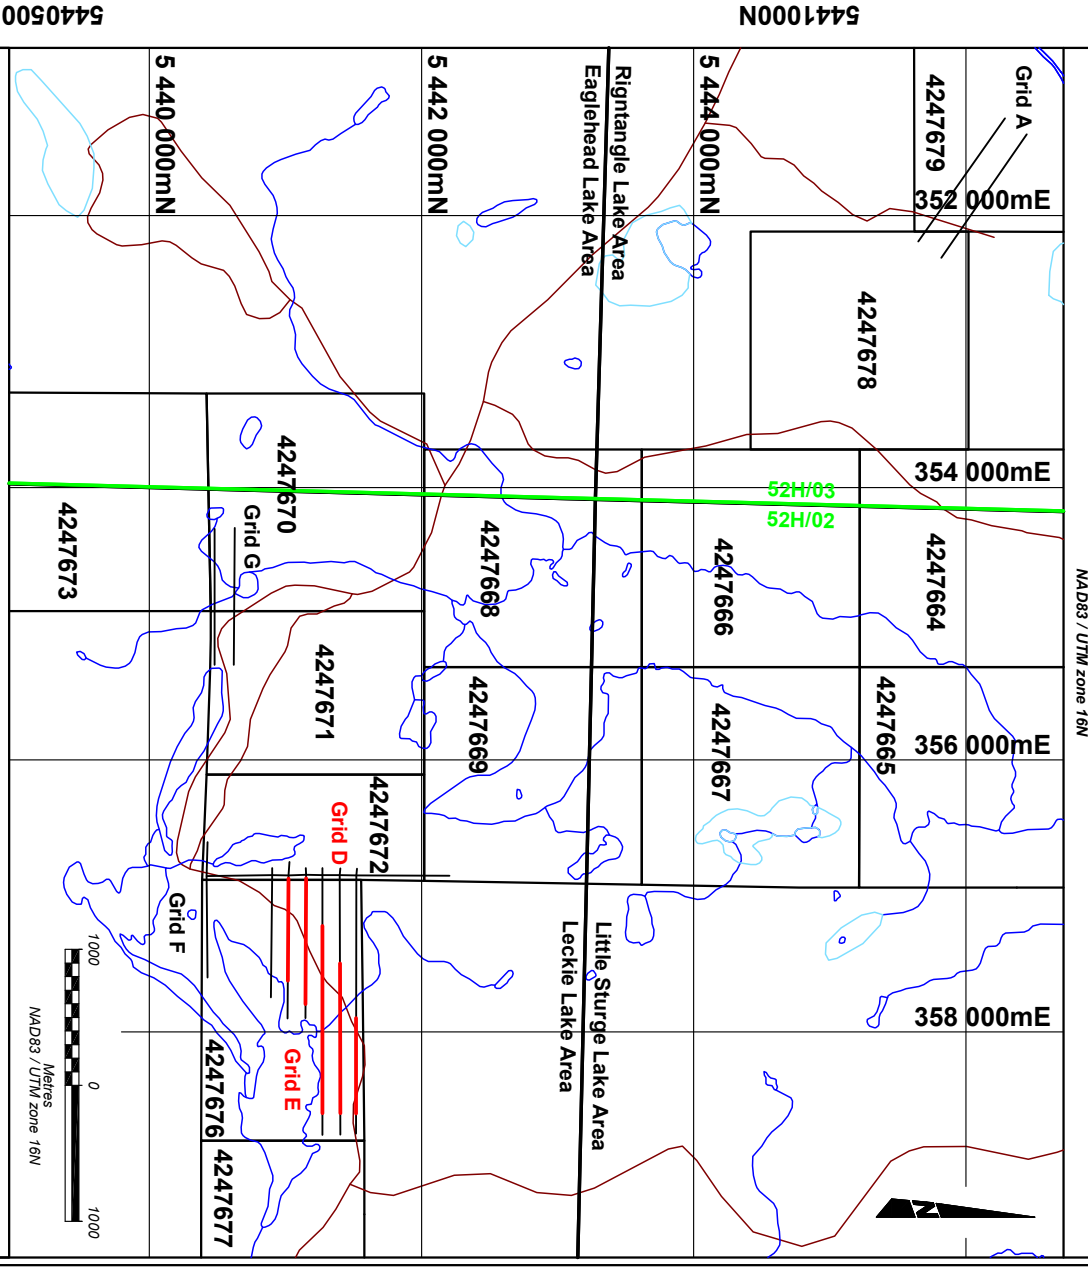 5440500
5441000N
5 440 000mN
5 442 000mN
5 444 000mN
Rigntangle Lake Area
Eaglehead Lake Area
4247679
Grid A
352 000mE
4247678
354 000mE
52H/03
52H/02
4247670
Grid G
4247673
4247668
4247666
4247664
NAD83 / UTM zone 16N
4247671
4247669
4247667
4247665
356 000mE
4247672
Grid D
Grid F
Little Sturge Lake Area
Leckie Lake Area
358 000mE
Grid E
4247676
4247677
1000
0
1000
Metres
NAD83 / UTM zone 16N
N